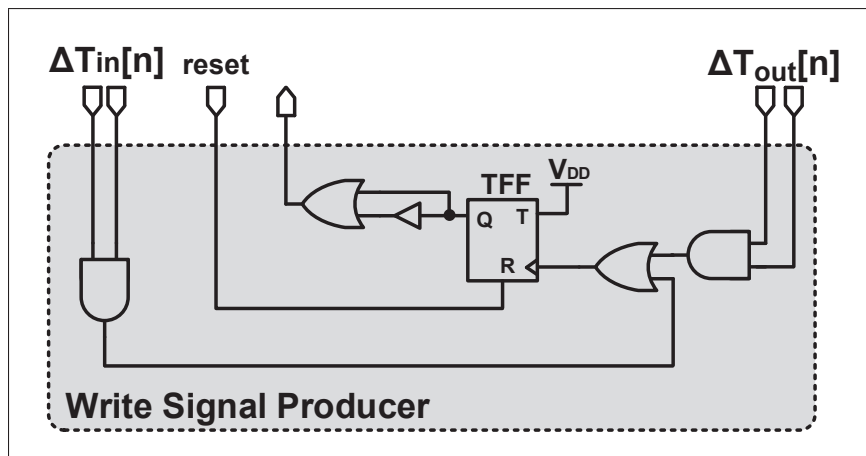 ΔTin[n] reset ΔTout[n]
TFF VDD
Q T
R
Write Signal Producer